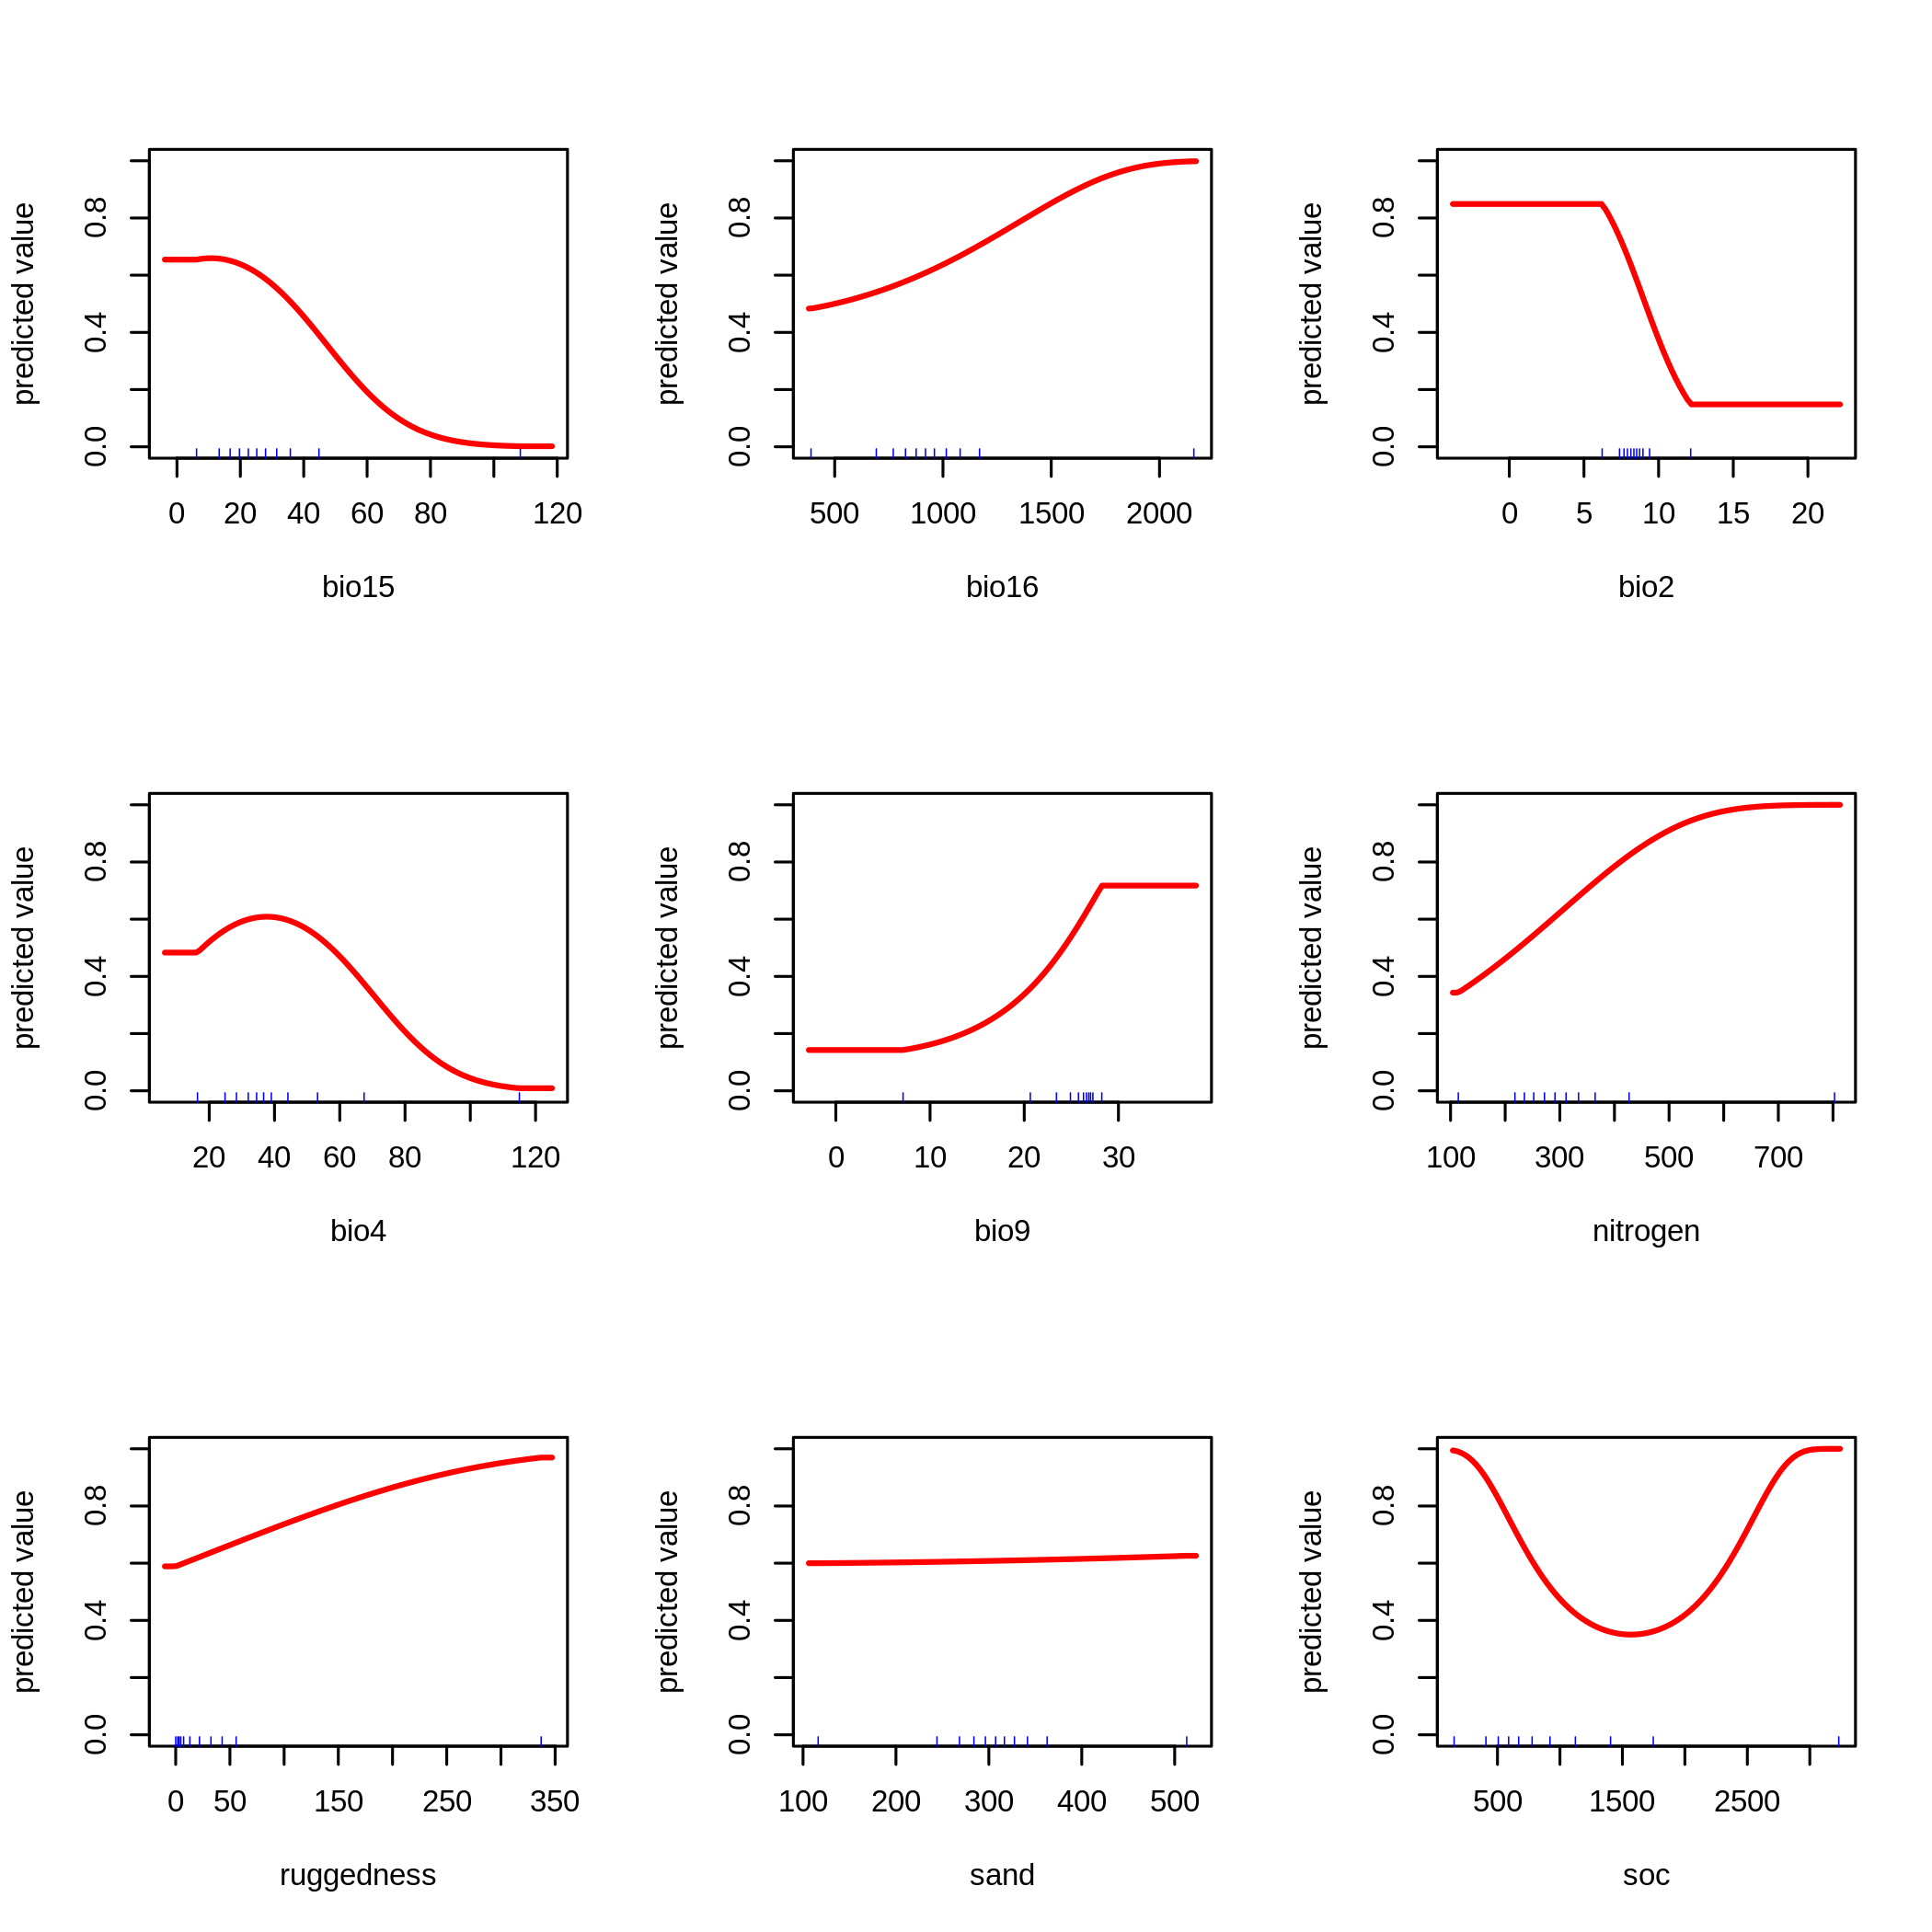 predicted value
0.0 0.4 0.8
0 20 40 60 80 120
bio15
predicted value
0.0 0.4 0.8
500 1000 1500 2000
bio16
predicted value
0.0 0.4 0.8
0 5 10 15 20
bio2
predicted value
0.0 0.4 0.8
20 40 60 80 120
bio4
predicted value
0.0 0.4 0.8
0 10 20 30
bio9
predicted value
0.0 0.4 0.8
100 300 500 700
nitrogen
predicted value
0.0 0.4 0.8
0 50 150 250 350
ruggedness
predicted value
0.0 0.4 0.8
100 200 300 400 500
sand
predicted value
0.0 0.4 0.8
500 1500 2500
soc